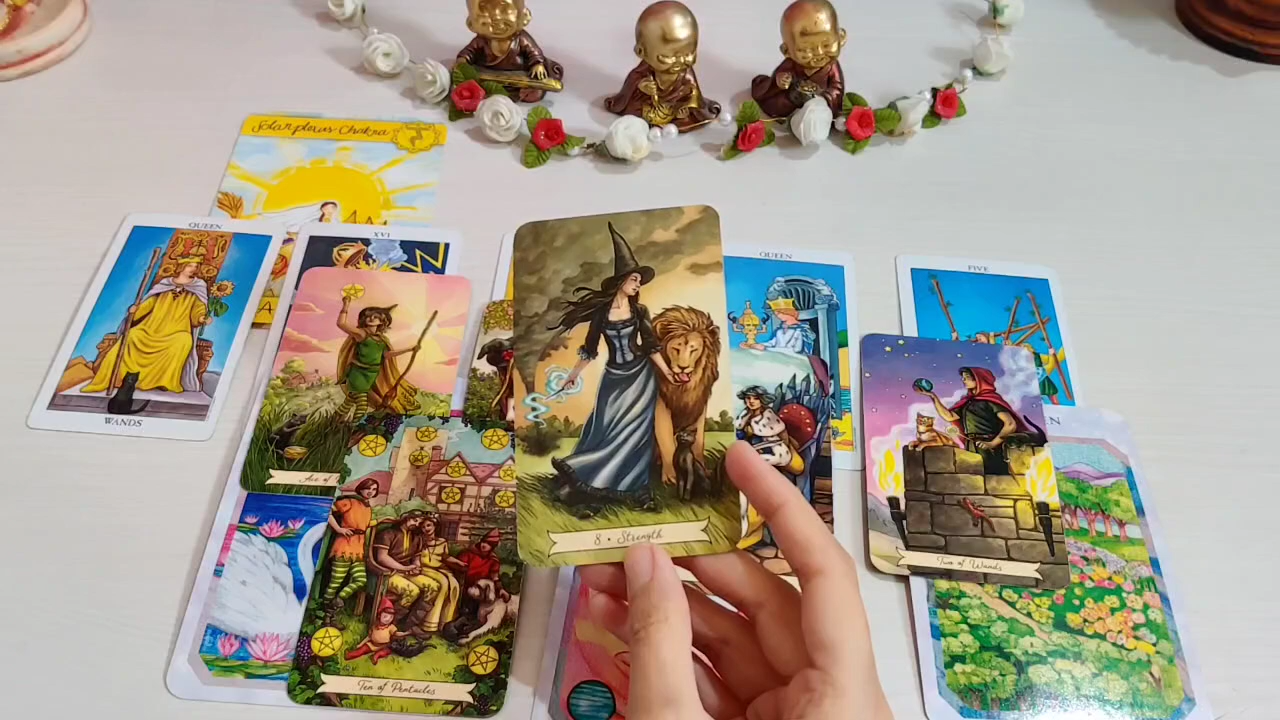 Solar plexus Chakra
QUEEN
WANDS
XVI
QUEEN
FIVE
Ace of
8 • Strength
Two of Wands
Ten of Pentacles